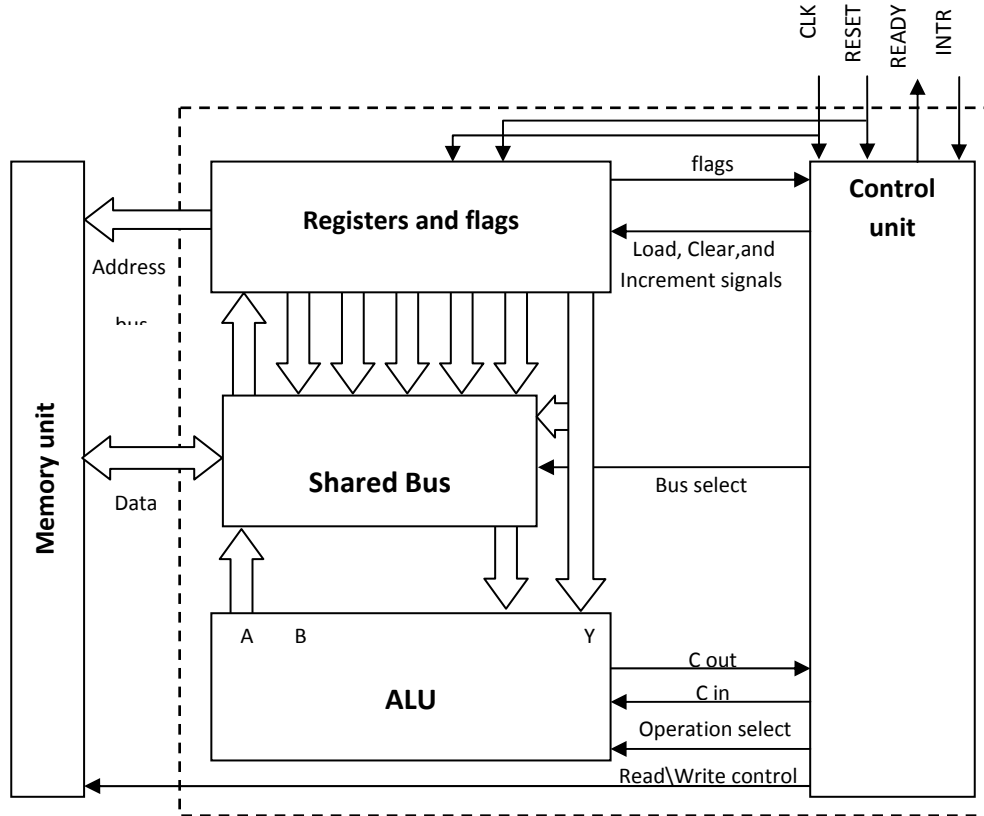 CLK
RESET
READY
INTR
flags
Control
unit
Registers and flags
Load, Clear,and
Increment signals
Address
bus
Memory unit
Shared Bus
Bus select
Data
A B Y
ALU
C out
C in
Operation select
Read\Write control